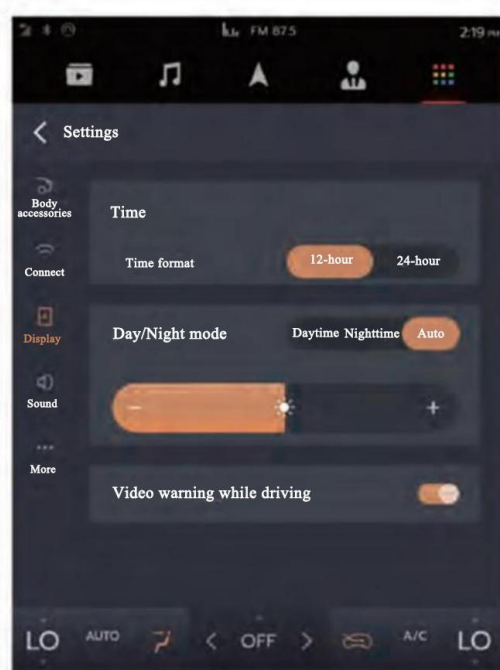 FM 87.5
2:19 PM
Settings
Body
accessories
Time
Time format
12-hour
24-hour
Connect
Display
Day/Night mode
Daytime
Nighttime
Auto
Sound
More
Video warning while driving
LO
AUTO
OFF
A/C
LO